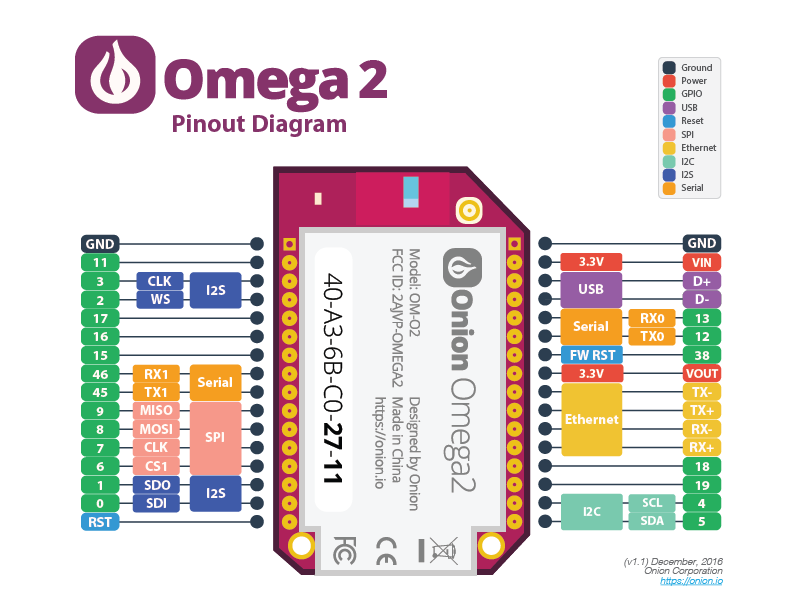 Omega 2
Pinout Diagram
Ground
Power
GPIO
USB
Reset
SPI
Ethernet
I2C
I2S
Serial
GND
11
3 CLK I2S
2 WS
17
16
15
46 RX1 Serial
45 TX1
9 MISO SPI
8 MOSI
7 CLK
6 CS1
1 SDO I2S
0 SDI
RST
Model: OM-O2
FCC ID: 2AJVP-OMEGA2
Designed by Onion
Made in China
https://onion.io
Onion Omega2
40-A3-6B-C0-27-11
FC CE
GND
3.3V VIN
USB D+
D-
Serial RX0 13
TX0 12
FW RST 38
3.3V VOUT
Ethernet TX-
TX+
RX-
RX+
18
19
I2C SCL 4
SDA 5
(v1.1) December, 2016
Onion Corporation
https://onion.io